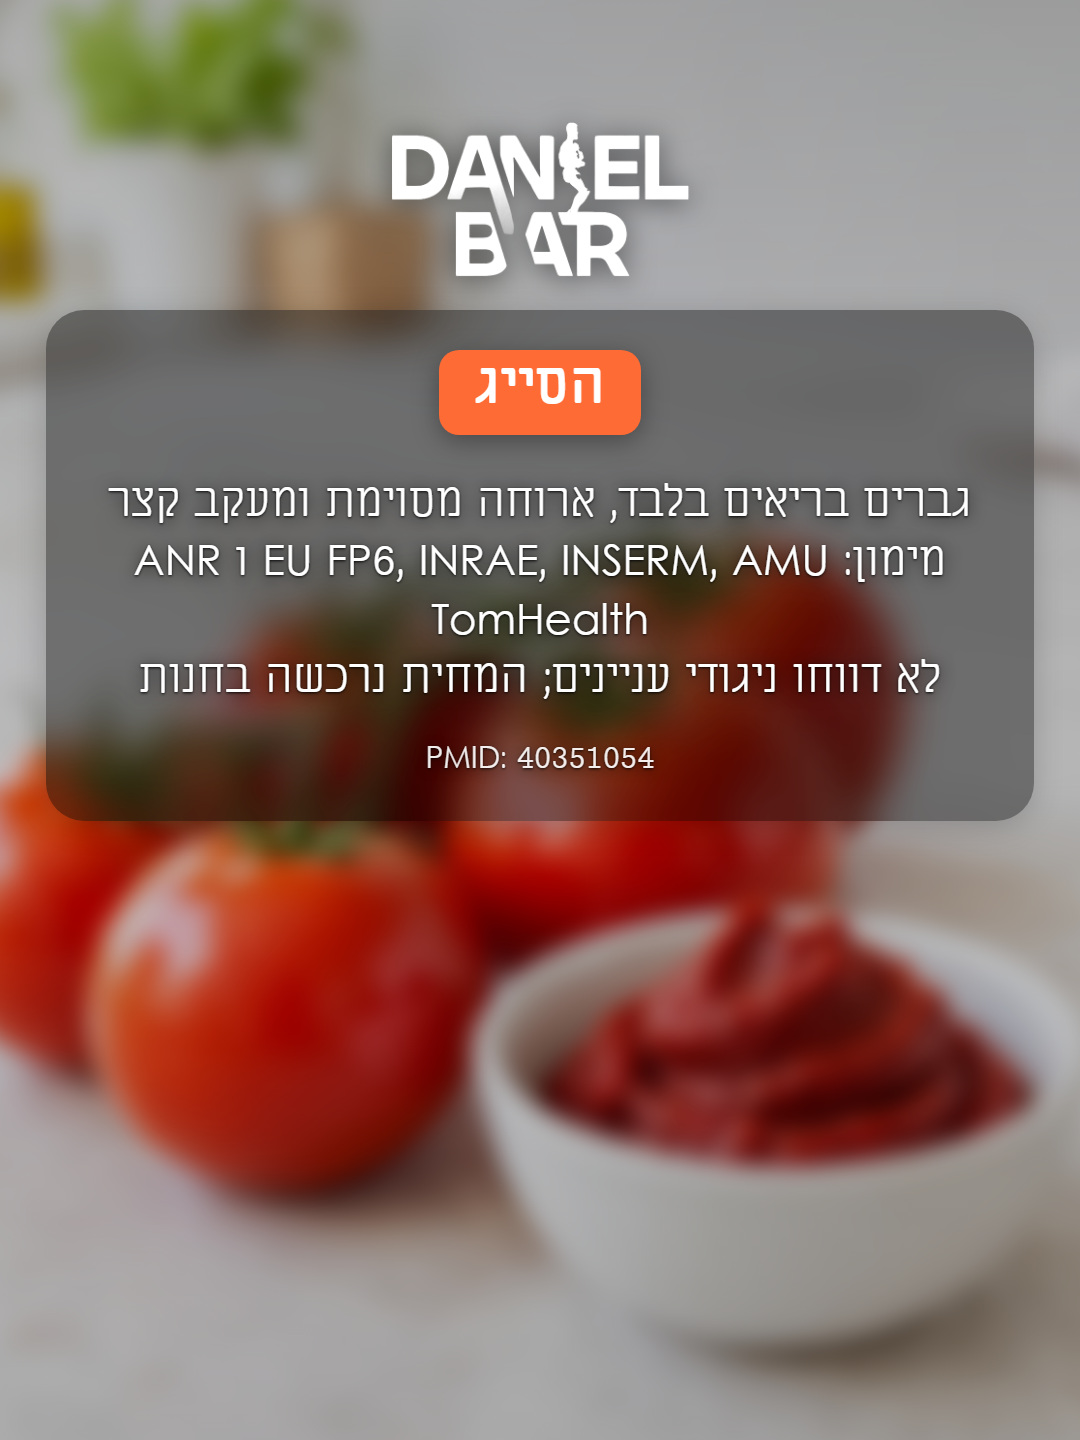 DANIEL
BAR
הסייג
גברים בריאים בלבד, ארוחה מסוימת ומעקב קצר
מימון: EU FP6, INRAE, INSERM, AMU ו ANR
TomHealth
לא דווחו ניגודי עניינים; המחית נרכשה בחנות
PMID: 40351054